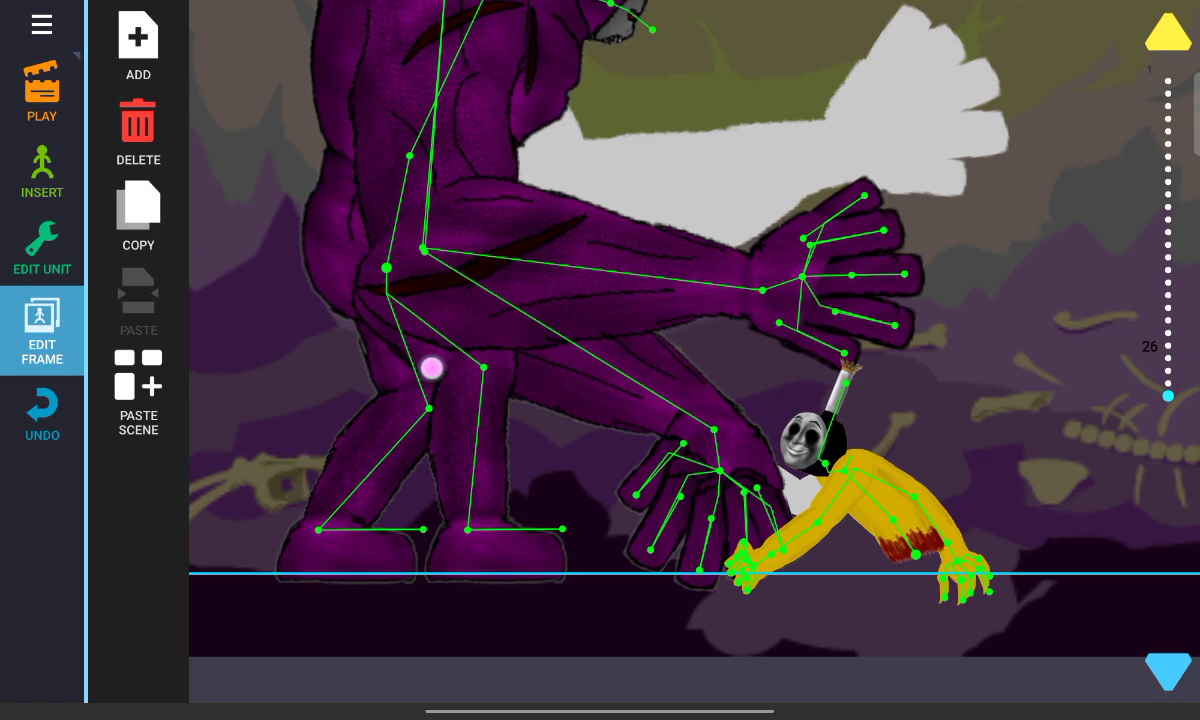 PLAY
INSERT
EDIT UNIT
EDIT
FRAME
UNDO
ADD
DELETE
COPY
PASTE
PASTE
SCENE
1
26